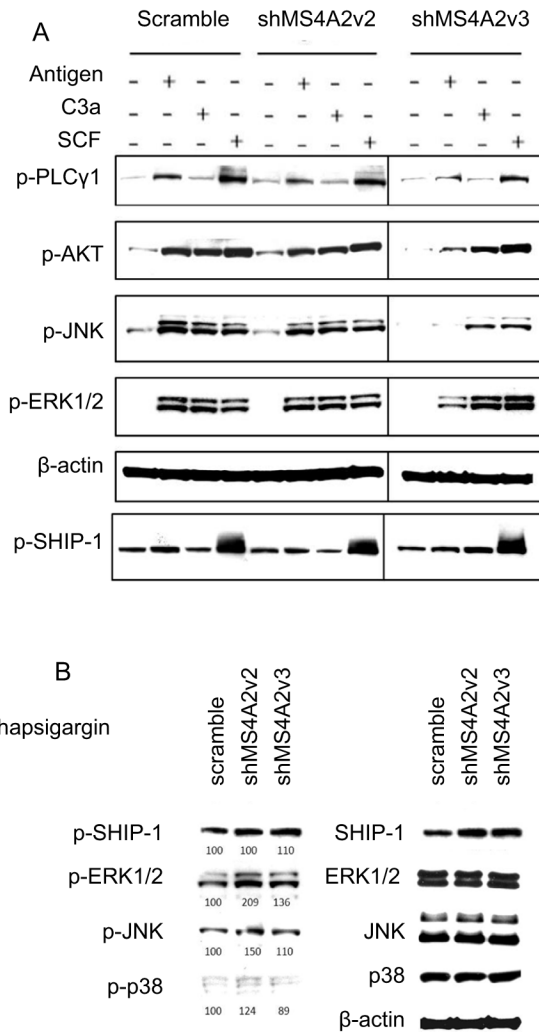 A
Scramble shMS4A2v2 shMS4A2v3
Antigen - + - - - + - - - + - -
C3a - - + - - - + - - - + -
SCF - - - + - - - + - - - +
p-PLCγ1
p-AKT
p-JNK
p-ERK1/2
β-actin
p-SHIP-1
B
hapsigargin
scramble shMS4A2v2 shMS4A2v3 scramble shMS4A2v2 shMS4A2v3
p-SHIP-1 SHIP-1
100 100 110
p-ERK1/2 ERK1/2
100 209 136
p-JNK JNK
100 150 110
p-p38 p38
100 124 89
β-actin